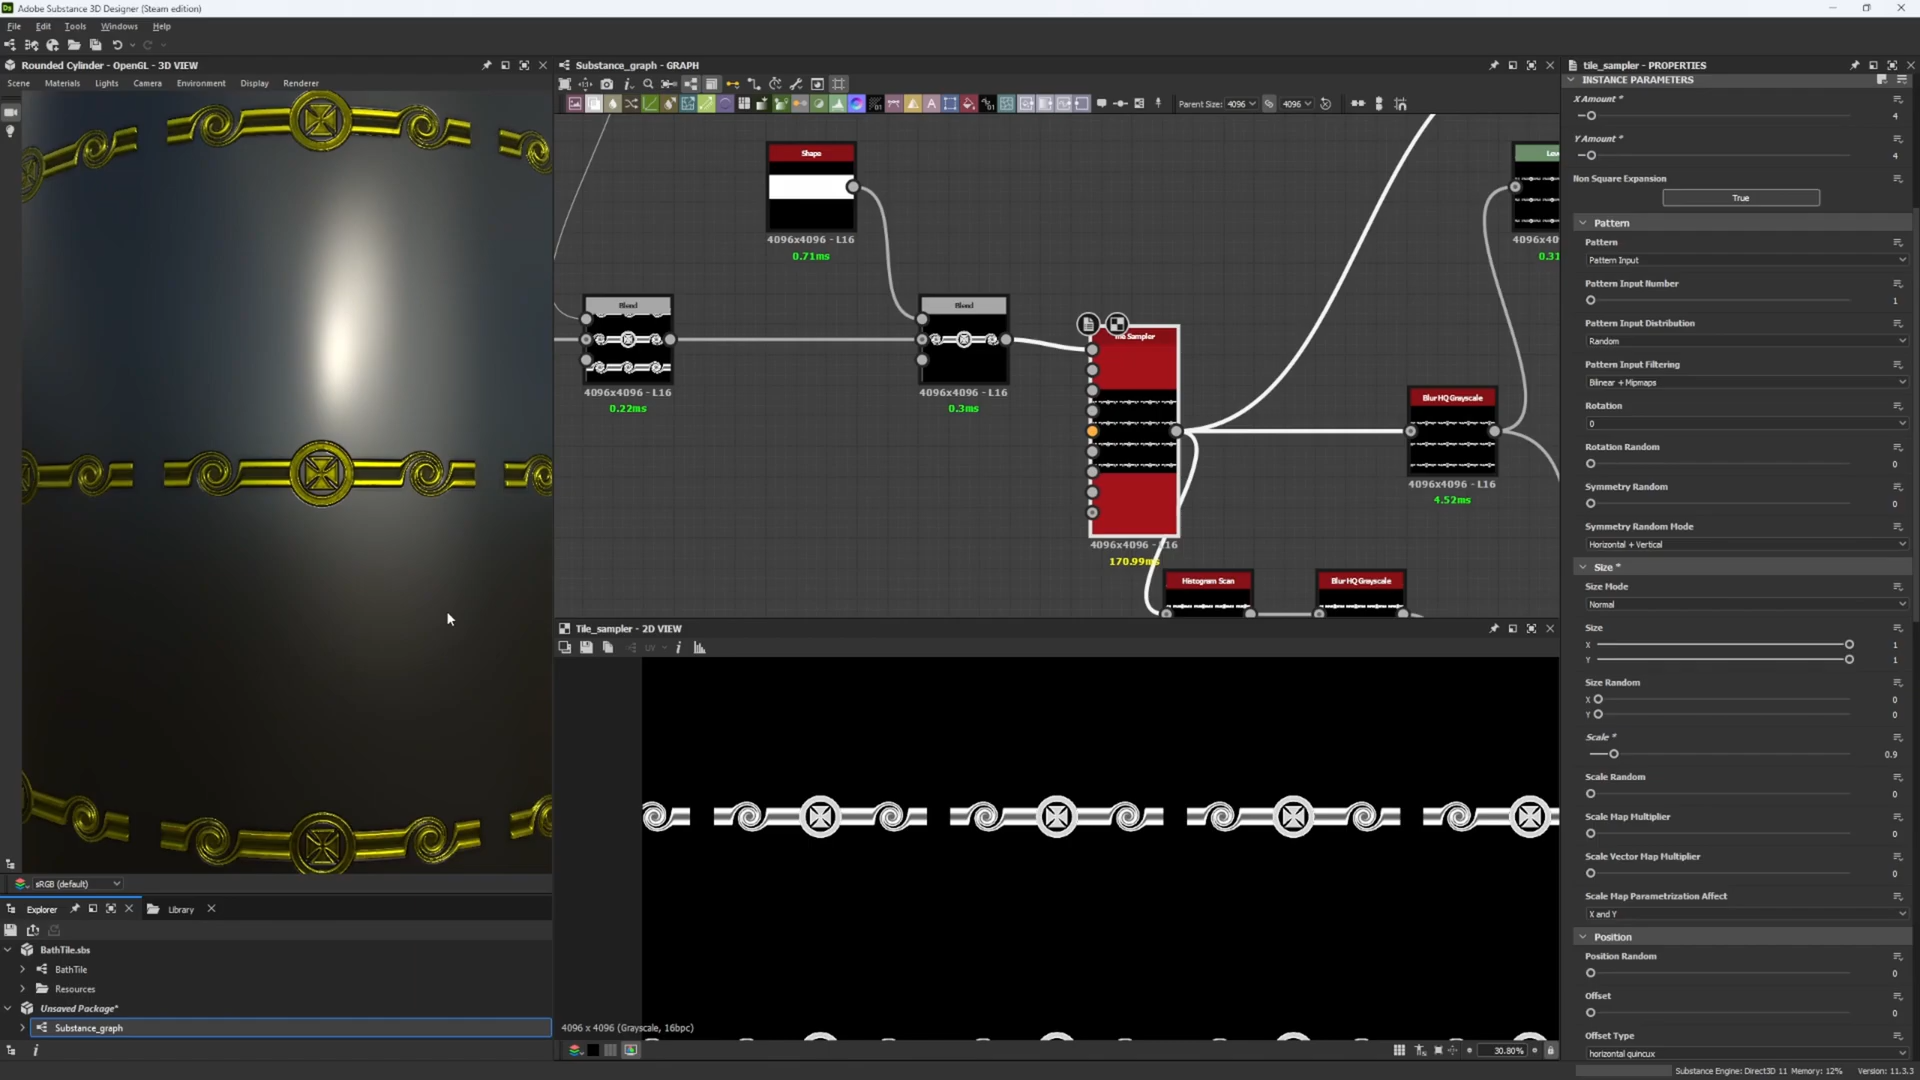 Adobe Substance 3D Designer (Steam edition)
File Edit Tools Windows Help
Rounded Cylinder - OpenGL - 3D VIEW
Scene Materials Lights Camera Environment Display Renderer
sRGB (default)
Explorer Library
BathTile.sbs
BathTile
Resources
Unsaved Package*
Substance_graph
Substance_graph - GRAPH
Parent Size: 4096 4096
Shape
4096x4096 - L16
0.71ms
Blend
4096x4096 - L16
0.22ms
Blend
4096x4096 - L16
0.3ms
Tile Sampler
4096x4096 - L16
170.99ms
Blur HQ Grayscale
4096x4096 - L16
4.52ms
Histogram Scan
Blur HQ Grayscale
Tile_sampler - 2D VIEW
UV
4096 x 4096 (Grayscale, 16bpc)
30.80%
tile_sampler - PROPERTIES
INSTANCE PARAMETERS
X Amount *
4
Y Amount *
4
Non Square Expansion
True
Pattern
Pattern
Pattern Input
Pattern Input Number
1
Pattern Input Distribution
Random
Pattern Input Filtering
Bilinear + Mipmaps
Rotation
0
Rotation Random
0
Symmetry Random
0
Symmetry Random Mode
Horizontal + Vertical
Size *
Size Mode
Normal
Size
X 1
Y 1
Size Random
X 0
Y 0
Scale *
0.9
Scale Random
0
Scale Map Multiplier
0
Scale Vector Map Multiplier
0
Scale Map Parametrization Affect
X and Y
Position
Position Random
0
Offset
0
Offset Type
horizontal quincux
Substance Engine: Direct3D 11 Memory: 12% Version: 11.3.3